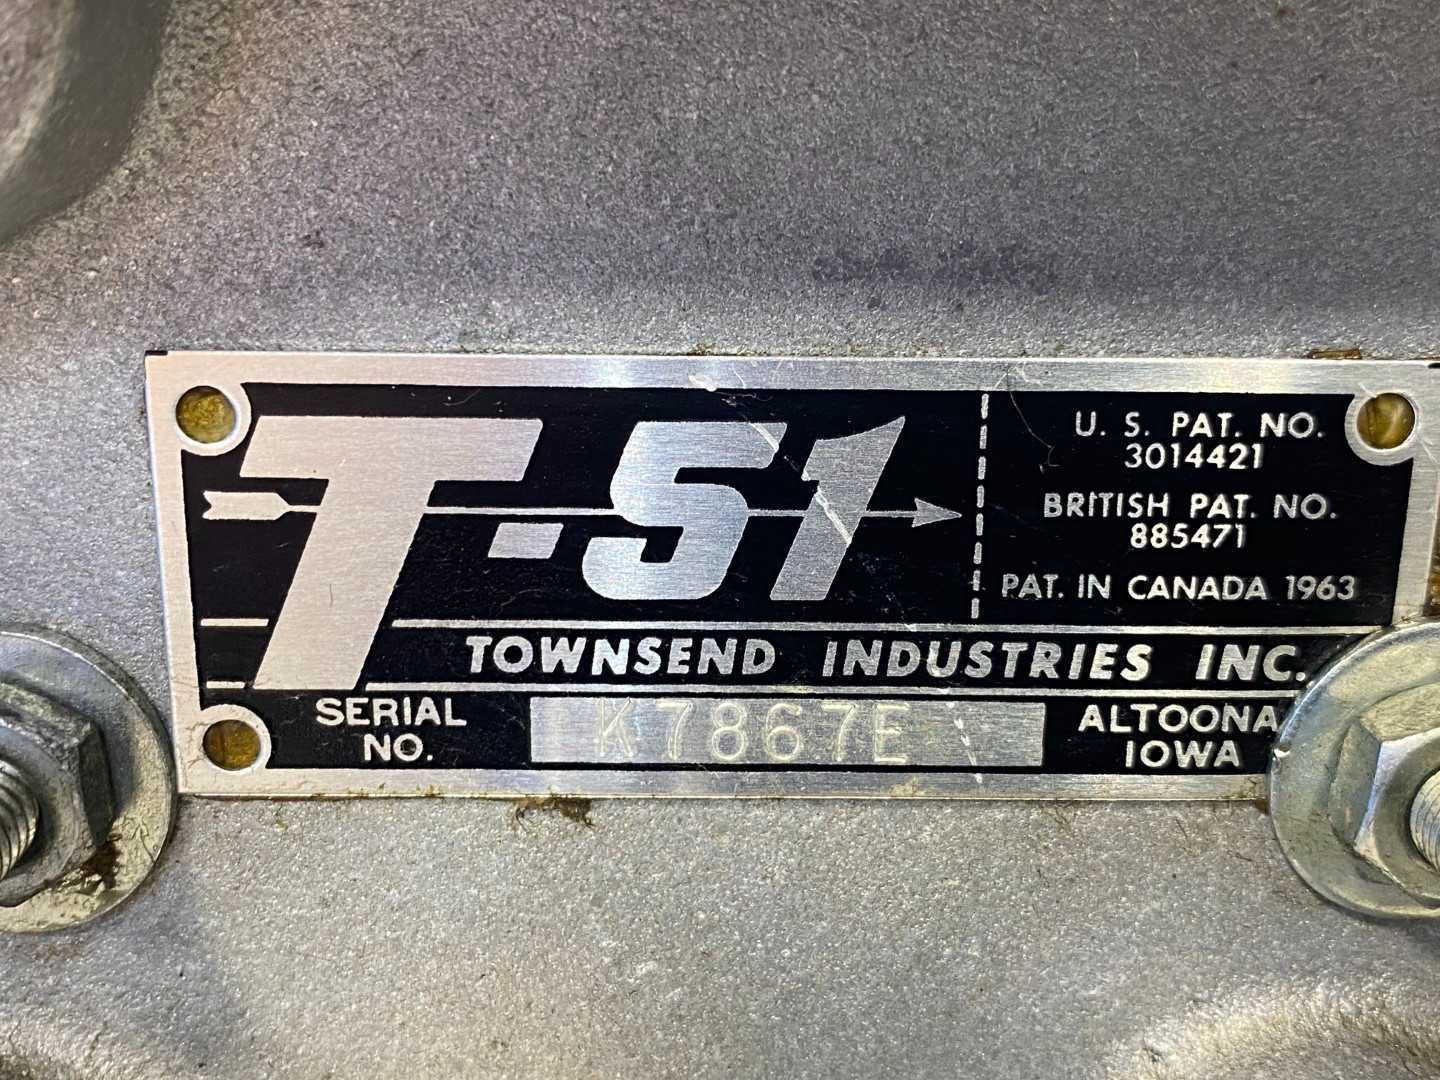 T-51
U. S. PAT. NO.
3014421
BRITISH PAT. NO.
885471
PAT. IN CANADA 1963
TOWNSEND INDUSTRIES INC.
SERIAL NO. K7867E
ALTOONA
IOWA